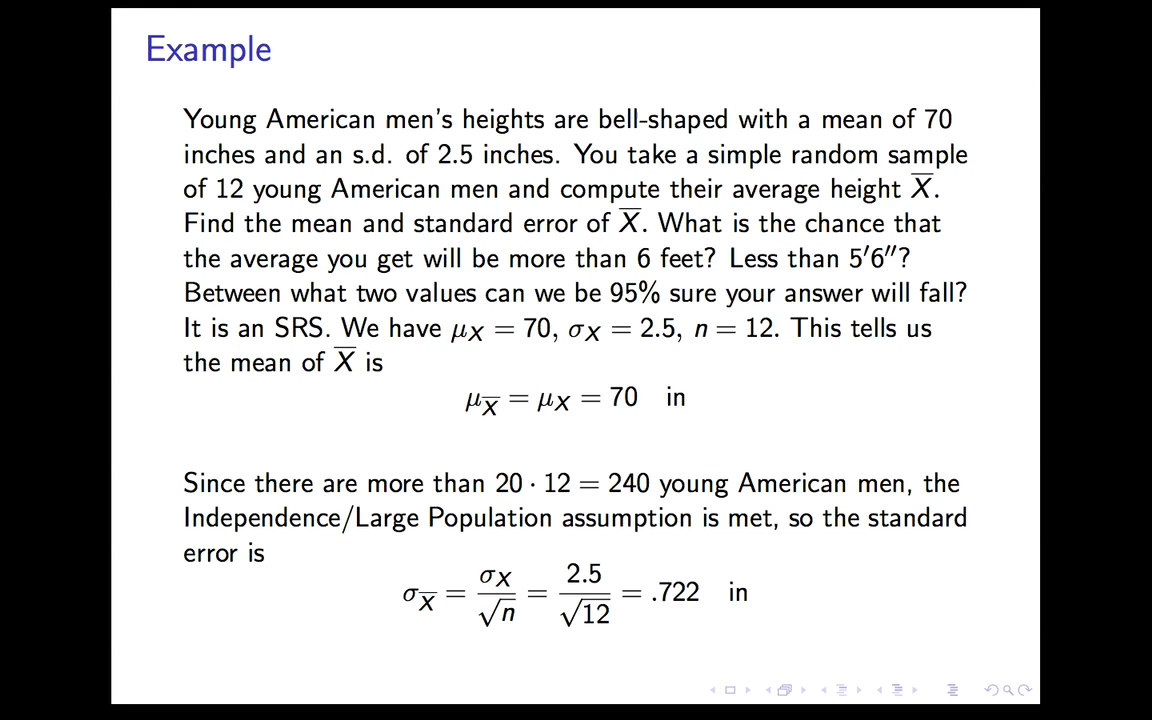 Example
Young American men's heights are bell-shaped with a mean of 70
inches and an s.d. of 2.5 inches. You take a simple random sample
of 12 young American men and compute their average height X̅.
Find the mean and standard error of X̅. What is the chance that
the average you get will be more than 6 feet? Less than 5′6″?
Between what two values can we be 95% sure your answer will fall?
It is an SRS. We have μ_X = 70, σ_X = 2.5, n = 12. This tells us
the mean of X̅ is
μ_X̅ = μ_X = 70 in
Since there are more than 20 · 12 = 240 young American men, the
Independence/Large Population assumption is met, so the standard
error is
σ_X̅ = σ_X/√n = 2.5/√12 = .722 in